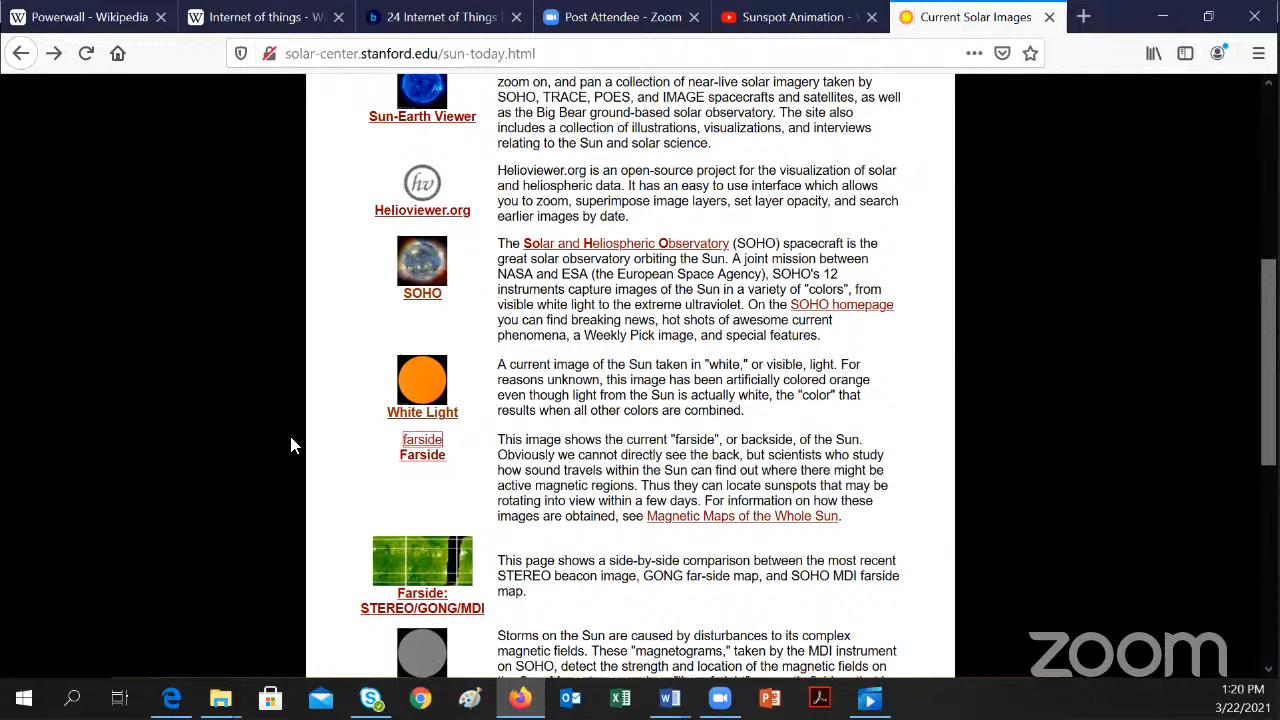 Powerwall - Wikipedia
Internet of things - Wi
24 Internet of Things
Post Attendee - Zoom
Sunspot Animation - Y
Current Solar Images
solar-center.stanford.edu/sun-today.html
zoom on, and pan a collection of near-live solar imagery taken by
SOHO, TRACE, POES, and IMAGE spacecrafts and satellites, as well
as the Big Bear ground-based solar observatory. The site also
includes a collection of illustrations, visualizations, and interviews
relating to the Sun and solar science.
Sun-Earth Viewer
hv
Helioviewer.org
Helioviewer.org is an open-source project for the visualization of solar
and heliospheric data. It has an easy to use interface which allows
you to zoom, superimpose image layers, set layer opacity, and search
earlier images by date.
SOHO
The Solar and Heliospheric Observatory (SOHO) spacecraft is the
great solar observatory orbiting the Sun. A joint mission between
NASA and ESA (the European Space Agency), SOHO's 12
instruments capture images of the Sun in a variety of "colors", from
visible white light to the extreme ultraviolet. On the SOHO homepage
you can find breaking news, hot shots of awesome current
phenomena, a Weekly Pick image, and special features.
White Light
A current image of the Sun taken in "white," or visible, light. For
reasons unknown, this image has been artificially colored orange
even though light from the Sun is actually white, the "color" that
results when all other colors are combined.
farside
Farside
This image shows the current "farside", or backside, of the Sun.
Obviously we cannot directly see the back, but scientists who study
how sound travels within the Sun can find out where there might be
active magnetic regions. Thus they can locate sunspots that may be
rotating into view within a few days. For information on how these
images are obtained, see Magnetic Maps of the Whole Sun.
Farside:
STEREO/GONG/MDI
This page shows a side-by-side comparison between the most recent
STEREO beacon image, GONG far-side map, and SOHO MDI farside
map.
Storms on the Sun are caused by disturbances to its complex
magnetic fields. These "magnetograms," taken by the MDI instrument
on SOHO, detect the strength and location of the magnetic fields on
zoom
1:20 PM
3/22/2021